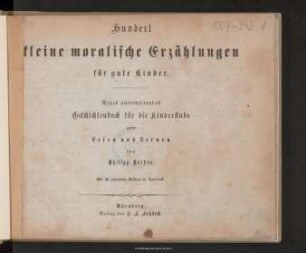 Hundert
kleine moralische Erzählungen
für gute Kinder.
Neues unterhaltendes
Geschichtenbuch für die Kinderstube
zum
Lesen und Lernen
von
Philipp Körber.
Mit
Nürnberg,
Verlag von